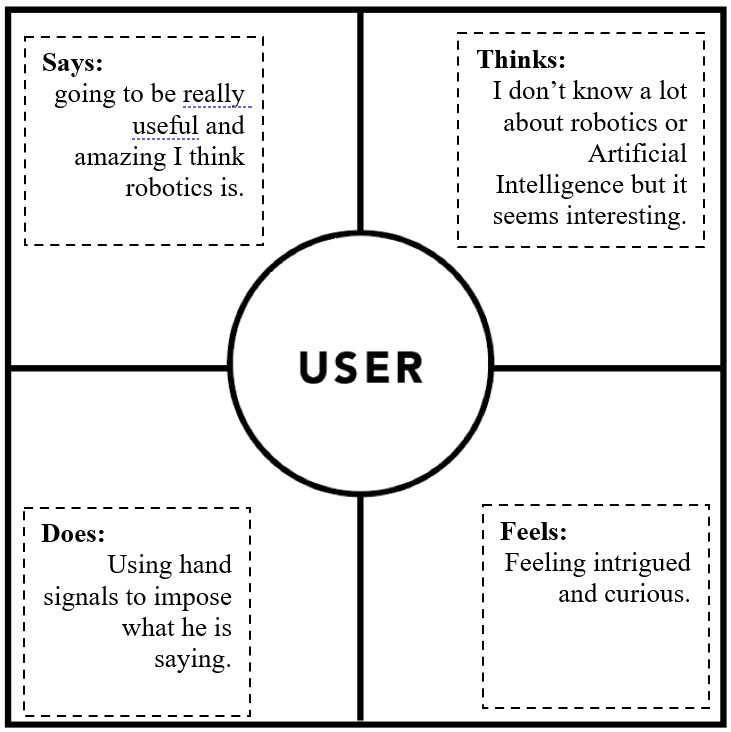 Says:
going to be really
useful and
amazing I think
robotics is.
Thinks:
I don’t know a lot
about robotics or
Artificial
Intelligence but it
seems interesting.
USER
Does:
Using hand
signals to impose
what he is
saying.
Feels:
Feeling intrigued
and curious.